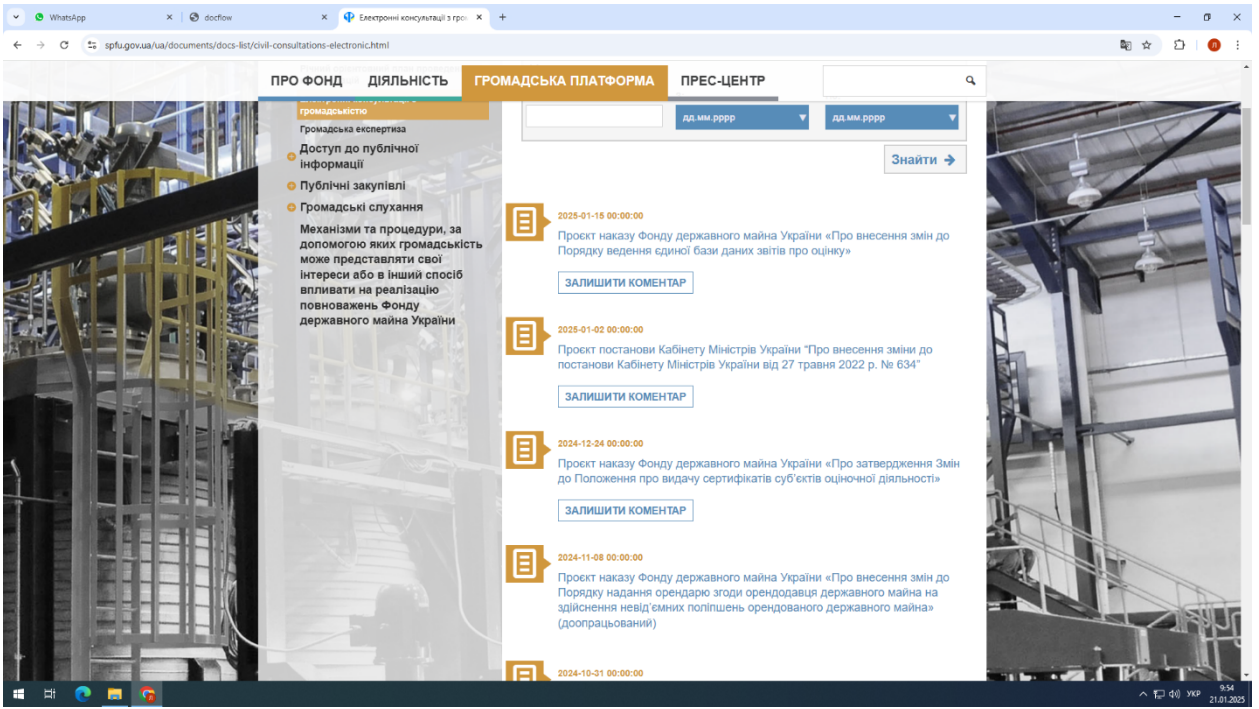 WhatsApp
docflow
Електронні консультації з гро
spfu.gov.ua/ua/documents/docs-list/civil-consultations-electronic.html
Л
ПРО ФОНД
ДІЯЛЬНІСТЬ
ГРОМАДСЬКА ПЛАТФОРМА
ПРЕС-ЦЕНТР
громадськістю
Громадська експертиза
Доступ до публічної
інформації
Публічні закупівлі
Громадські слухання
Механізми та процедури, за
допомогою яких громадськість
може представляти свої
інтереси або в інший спосіб
впливати на реалізацію
повноважень Фонду
державного майна України
дд.мм.рррр
дд.мм.рррр
Знайти
2025-01-15 00:00:00
Проєкт наказу Фонду державного майна України «Про внесення змін до
Порядку ведення єдиної бази даних звітів про оцінку»
ЗАЛИШИТИ КОМЕНТАР
2025-01-02 00:00:00
Проєкт постанови Кабінету Міністрів України "Про внесення зміни до
постанови Кабінету Міністрів України від 27 травня 2022 р. № 634"
ЗАЛИШИТИ КОМЕНТАР
2024-12-24 00:00:00
Проєкт наказу Фонду державного майна України «Про затвердження Змін
до Положення про видачу сертифікатів суб'єктів оціночної діяльності»
ЗАЛИШИТИ КОМЕНТАР
2024-11-08 00:00:00
Проєкт наказу Фонду державного майна України «Про внесення змін до
Порядку надання орендарю згоди орендодавця державного майна на
здійснення невід'ємних поліпшень орендованого державного майна»
(доопрацьований)
2024-10-31 00:00:00
УКР
9:54
21.01.2025